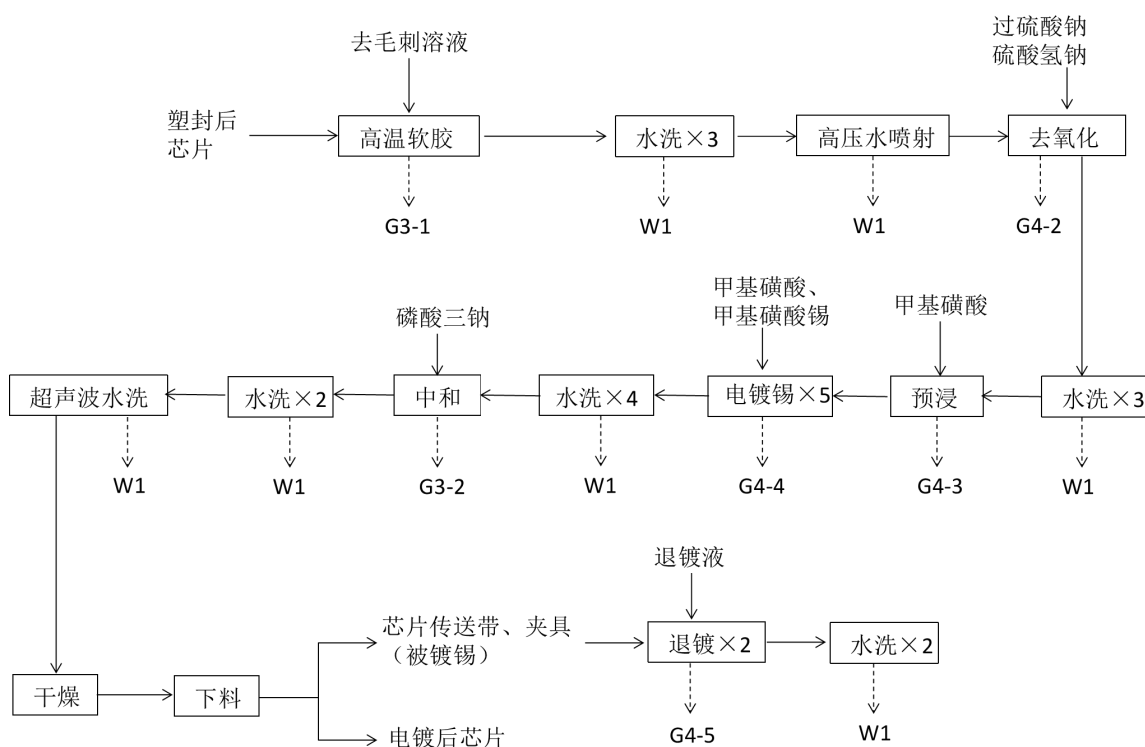 去毛刺溶液
过硫酸钠
硫酸氢钠
塑封后
芯片
高温软胶
水洗×3
高压水喷射
去氧化
G3-1
W1
W1
G4-2
甲基磺酸、
甲基磺酸锡
磷酸三钠
甲基磺酸
超声波水洗
水洗×2
中和
水洗×4
电镀锡×5
预浸
水洗×3
W1
W1
G3-2
W1
G4-4
G4-3
W1
退镀液
芯片传送带、夹具
（被镀锡）
退镀×2
水洗×2
干燥
下料
电镀后芯片
G4-5
W1